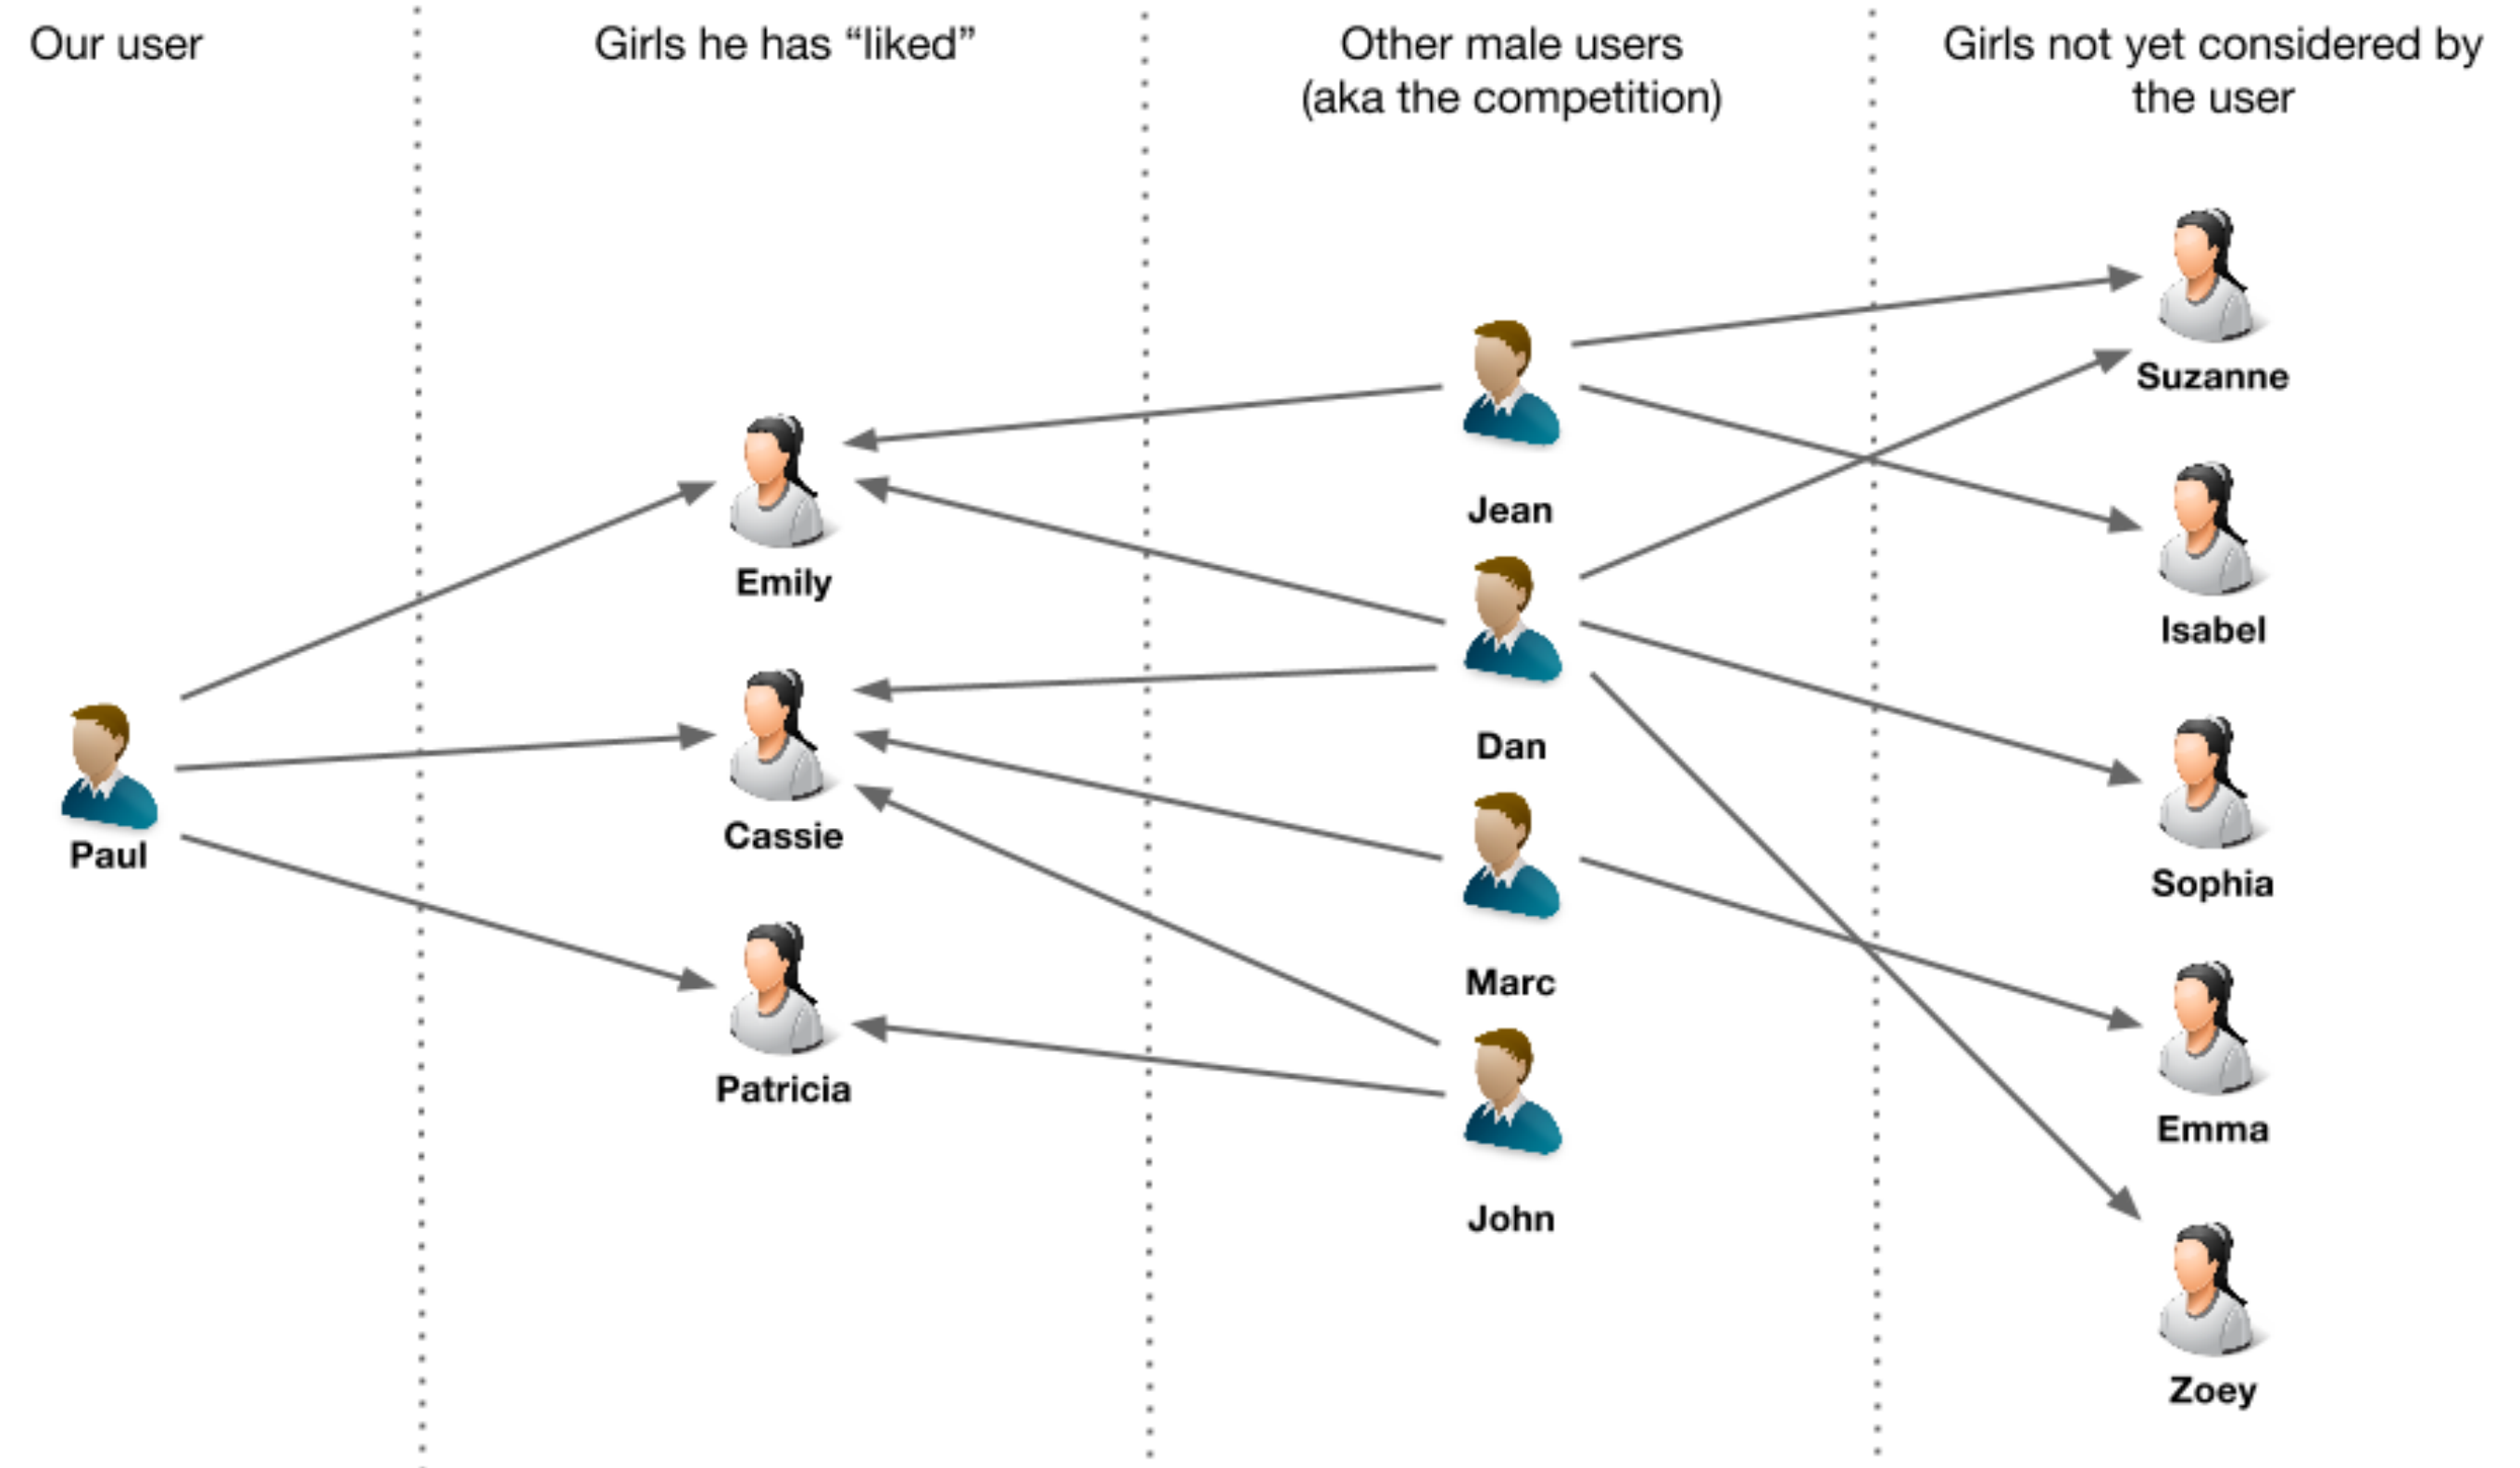 Our user
Girls he has “liked”
Other male users
(aka the competition)
Girls not yet considered by
the user
Paul
Emily
Cassie
Patricia
Jean
Dan
Marc
John
Suzanne
Isabel
Sophia
Emma
Zoey